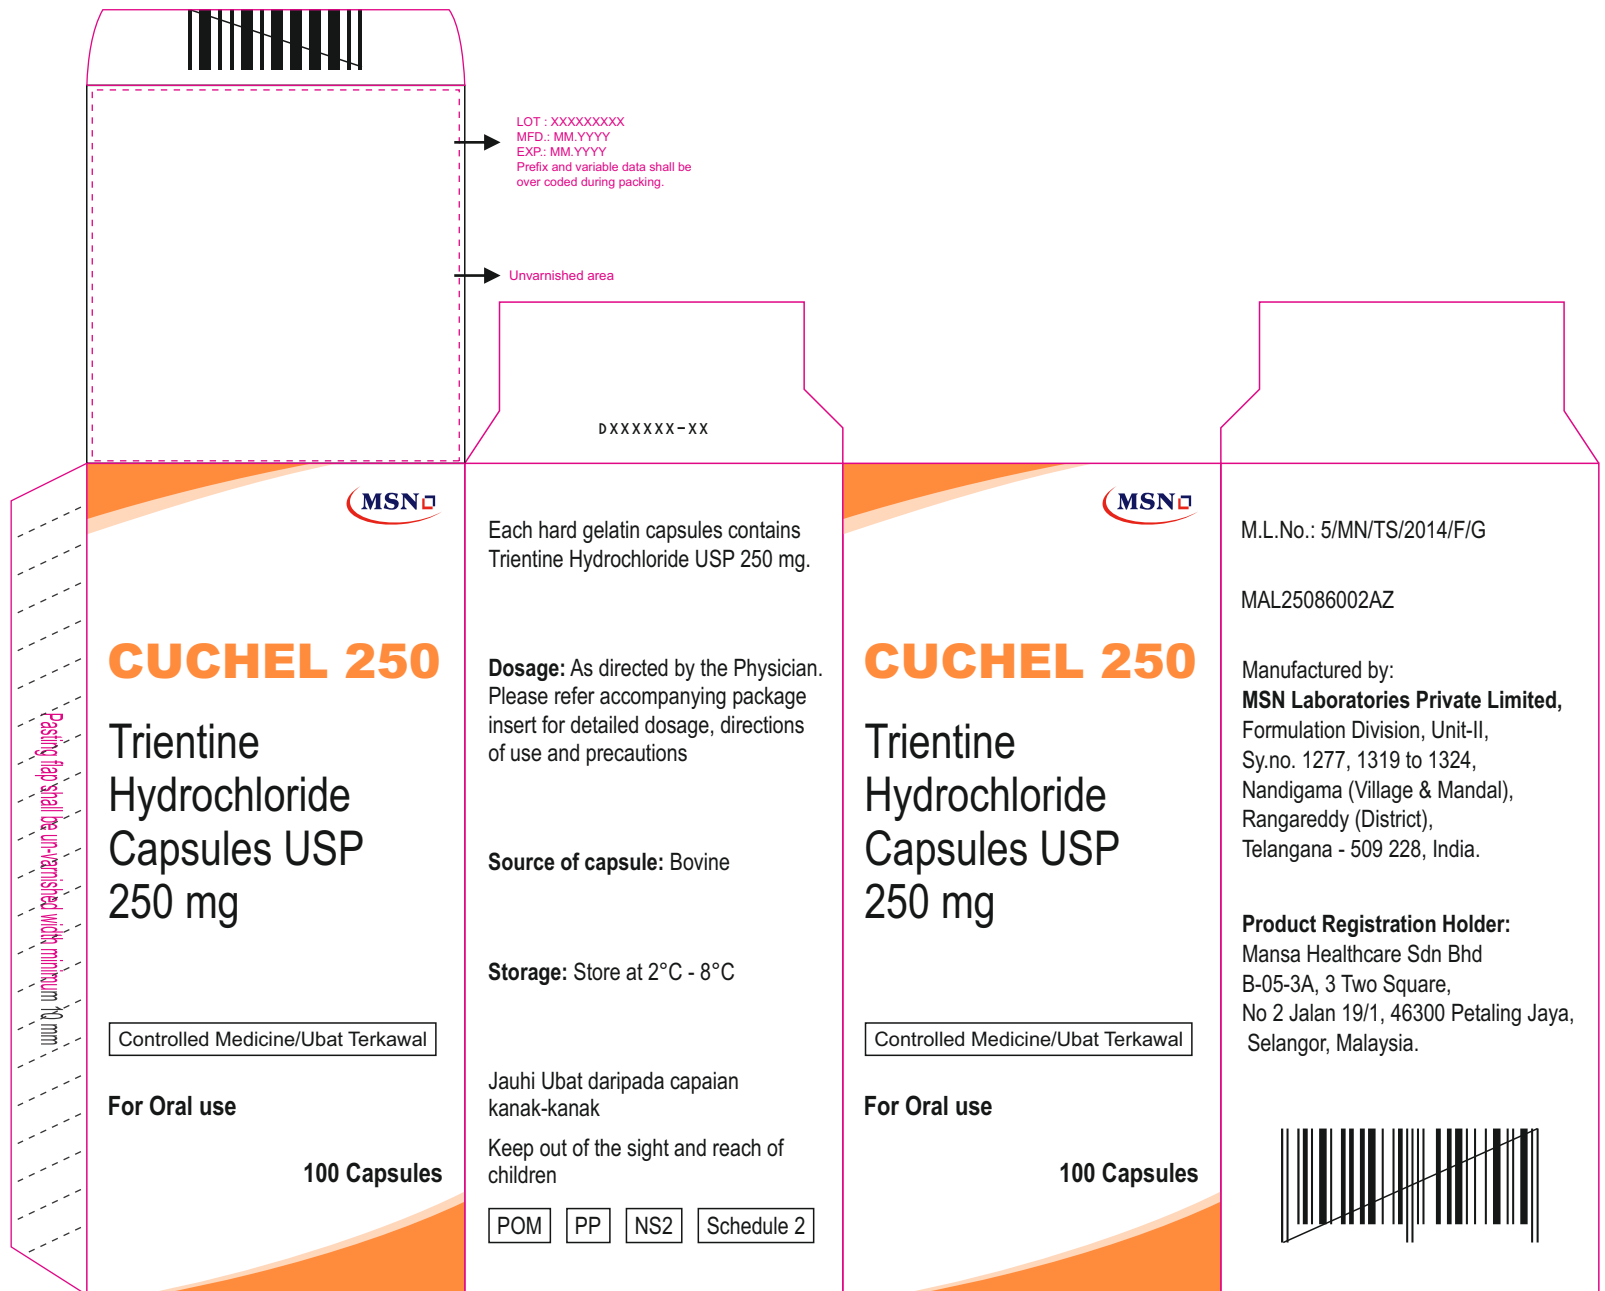 LOT : XXXXXXXXX
MFD.: MM.YYYY
EXP.: MM.YYYY
Prefix and variable data shall be
over coded during packing.
Unvarnished area
DXXXXXX-XX
Pasting flap shall be un-varnished width minimum 10 mm
MSN
CUCHEL 250
Trientine
Hydrochloride
Capsules USP
250 mg
Controlled Medicine/Ubat Terkawal
For Oral use
100 Capsules
Each hard gelatin capsules contains
Trientine Hydrochloride USP 250 mg.
Dosage: As directed by the Physician.
Please refer accompanying package
insert for detailed dosage, directions
of use and precautions
Source of capsule: Bovine
Storage: Store at 2°C - 8°C
Jauhi Ubat daripada capaian
kanak-kanak
Keep out of the sight and reach of
children
POM PP NS2 Schedule 2
MSN
CUCHEL 250
Trientine
Hydrochloride
Capsules USP
250 mg
Controlled Medicine/Ubat Terkawal
For Oral use
100 Capsules
M.L.No.: 5/MN/TS/2014/F/G
MAL25086002AZ
Manufactured by:
MSN Laboratories Private Limited,
Formulation Division, Unit-II,
Sy.no. 1277, 1319 to 1324,
Nandigama (Village & Mandal),
Rangareddy (District),
Telangana - 509 228, India.
Product Registration Holder:
Mansa Healthcare Sdn Bhd
B-05-3A, 3 Two Square,
No 2 Jalan 19/1, 46300 Petaling Jaya,
Selangor, Malaysia.